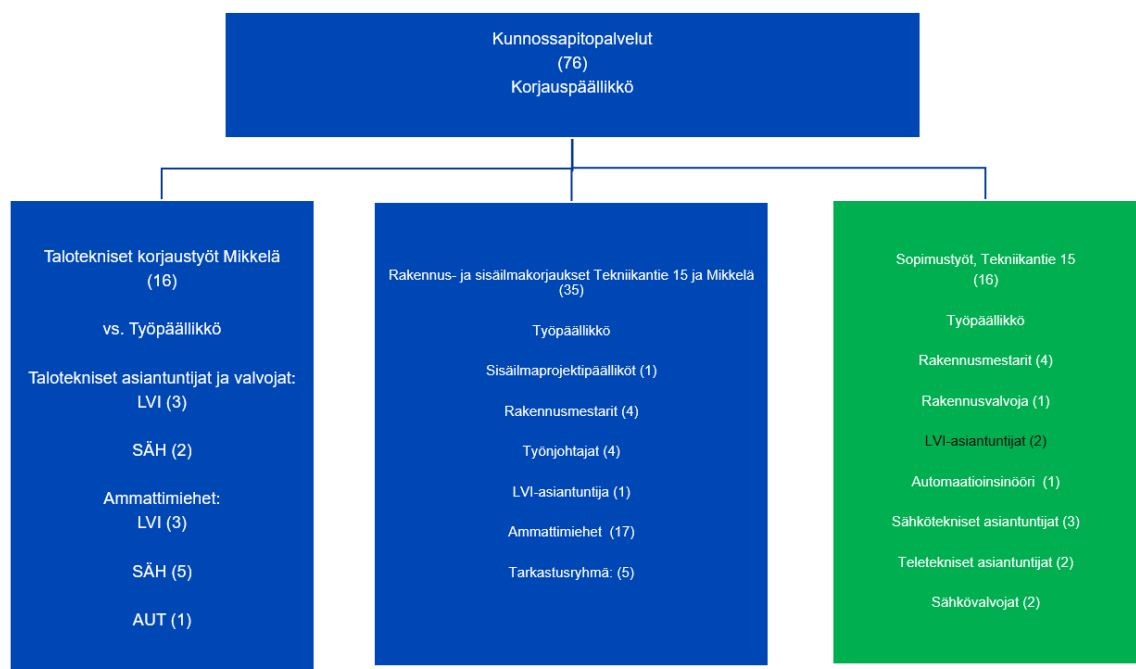 Kunnossapitopalvelut
(76)
Korjauspäällikkö
Talotekniset korjaustyöt Mikkelä
(16)
vs. Työpäällikkö
Talotekniset asiantuntijat ja valvojat:
LVI (3)
SÄH (2)
Ammattimiehet:
LVI (3)
SÄH (5)
AUT (1)
Rakennus- ja sisäilmakorjaukset Tekniikantie 15 ja Mikkelä
(35)
Työpäällikkö
Sisäilmaprojektipäälliköt (1)
Rakennusmestarit (4)
Työnjohtajat (4)
LVI-asiantuntija (1)
Ammattimiehet (17)
Tarkastusryhmä: (5)
Sopimustyöt, Tekniikantie 15
(16)
Työpäällikkö
Rakennusmestarit (4)
Rakennusvalvoja (1)
LVI-asiantuntijat (2)
Automaatioinsinööri (1)
Sähkötekniset asiantuntijat (3)
Teletekniset asiantuntijat (2)
Sähkövalvojat (2)